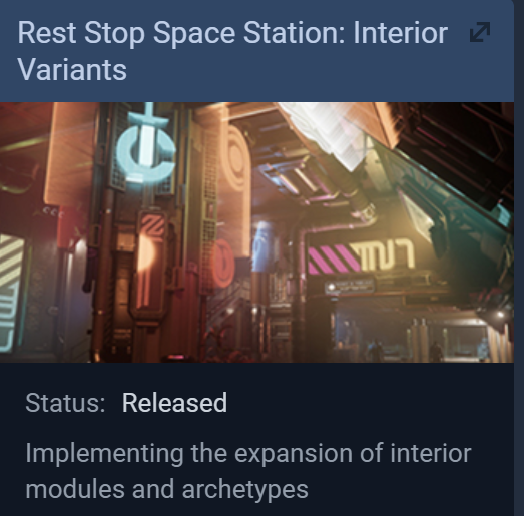 Rest Stop Space Station: Interior
Variants
Status: Released
Implementing the expansion of interior
modules and archetypes